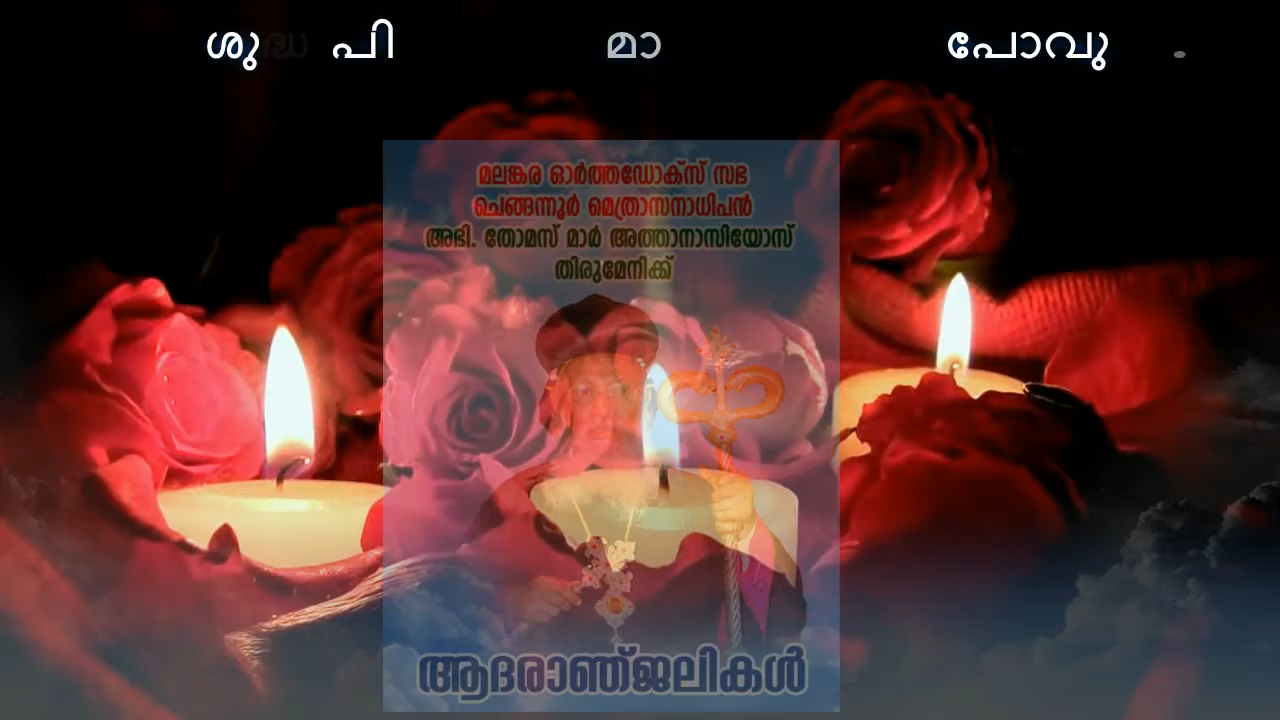 ശു പി മാ പോവു .
മലങ്കര ഓർത്തഡോക്സ് സഭ
ചെങ്ങന്നൂർ മെത്രാസനാധിപൻ
അഭി. തോമസ് മാർ അത്താനാസിയോസ്
തിരുമേനിക്ക്
ആദരാഞ്ജലികൾ